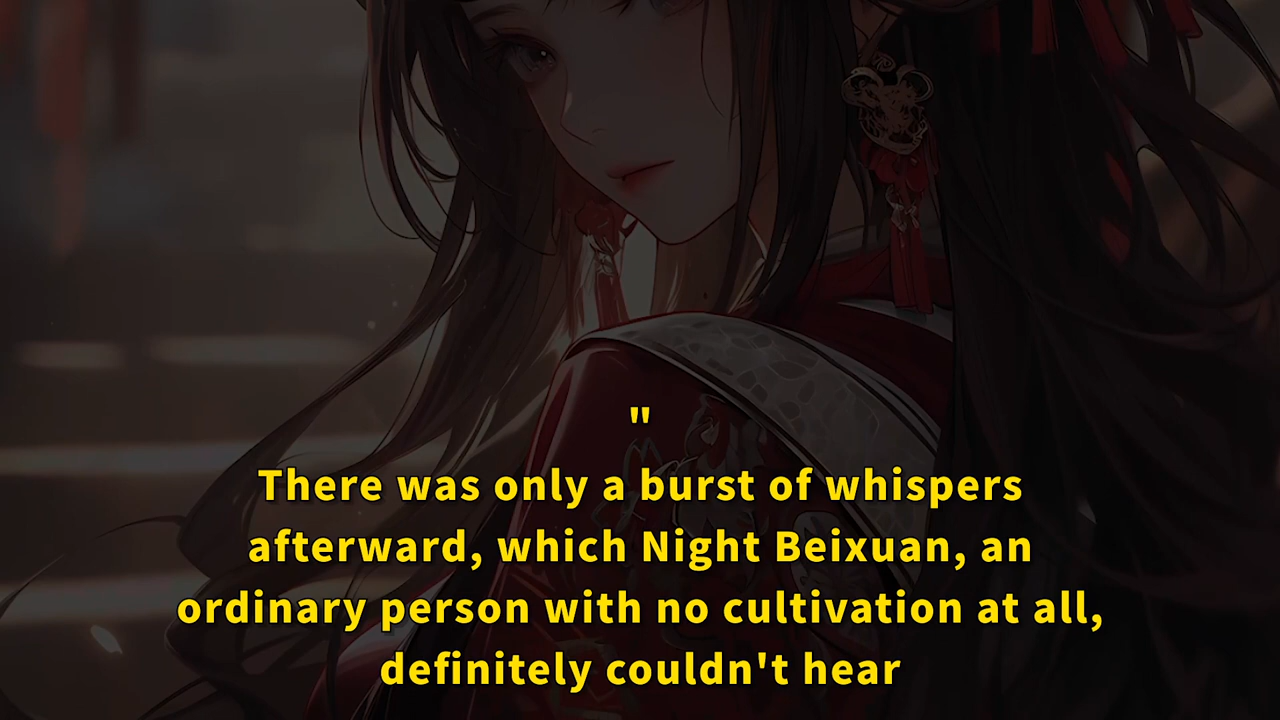 "
There was only a burst of whispers
afterward, which Night Beixuan, an
ordinary person with no cultivation at all,
definitely couldn't hear